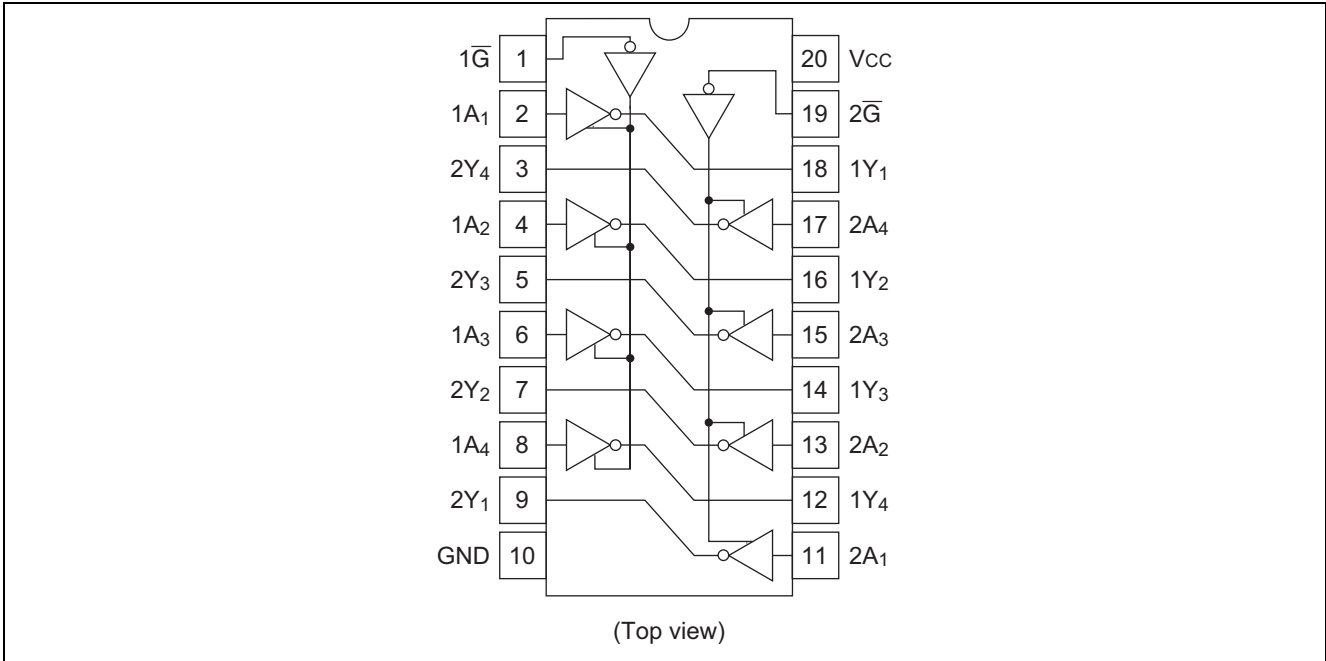 1G̅ 1 20 Vcc
1A1 2 19 2G̅
2Y4 3 18 1Y1
1A2 4 17 2A4
2Y3 5 16 1Y2
1A3 6 15 2A3
2Y2 7 14 1Y3
1A4 8 13 2A2
2Y1 9 12 1Y4
GND 10 11 2A1
(Top view)